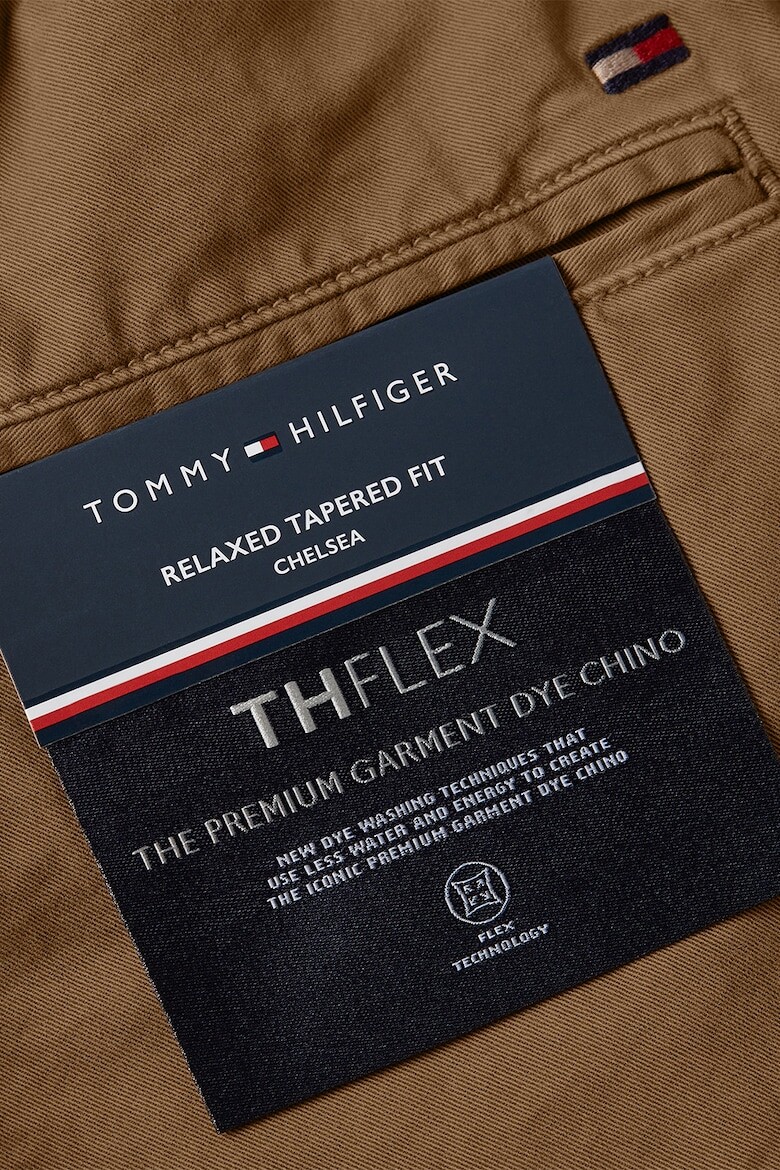 TOMMY HILFIGER
RELAXED TAPERED FIT
CHELSEA
THFLEX
THE PREMIUM GARMENT DYE CHINO
NEW DYE WASHING TECHNIQUES THAT
USE LESS WATER AND ENERGY TO CREATE
THE ICONIC PREMIUM GARMENT DYE CHINO
FLEX
TECHNOLOGY